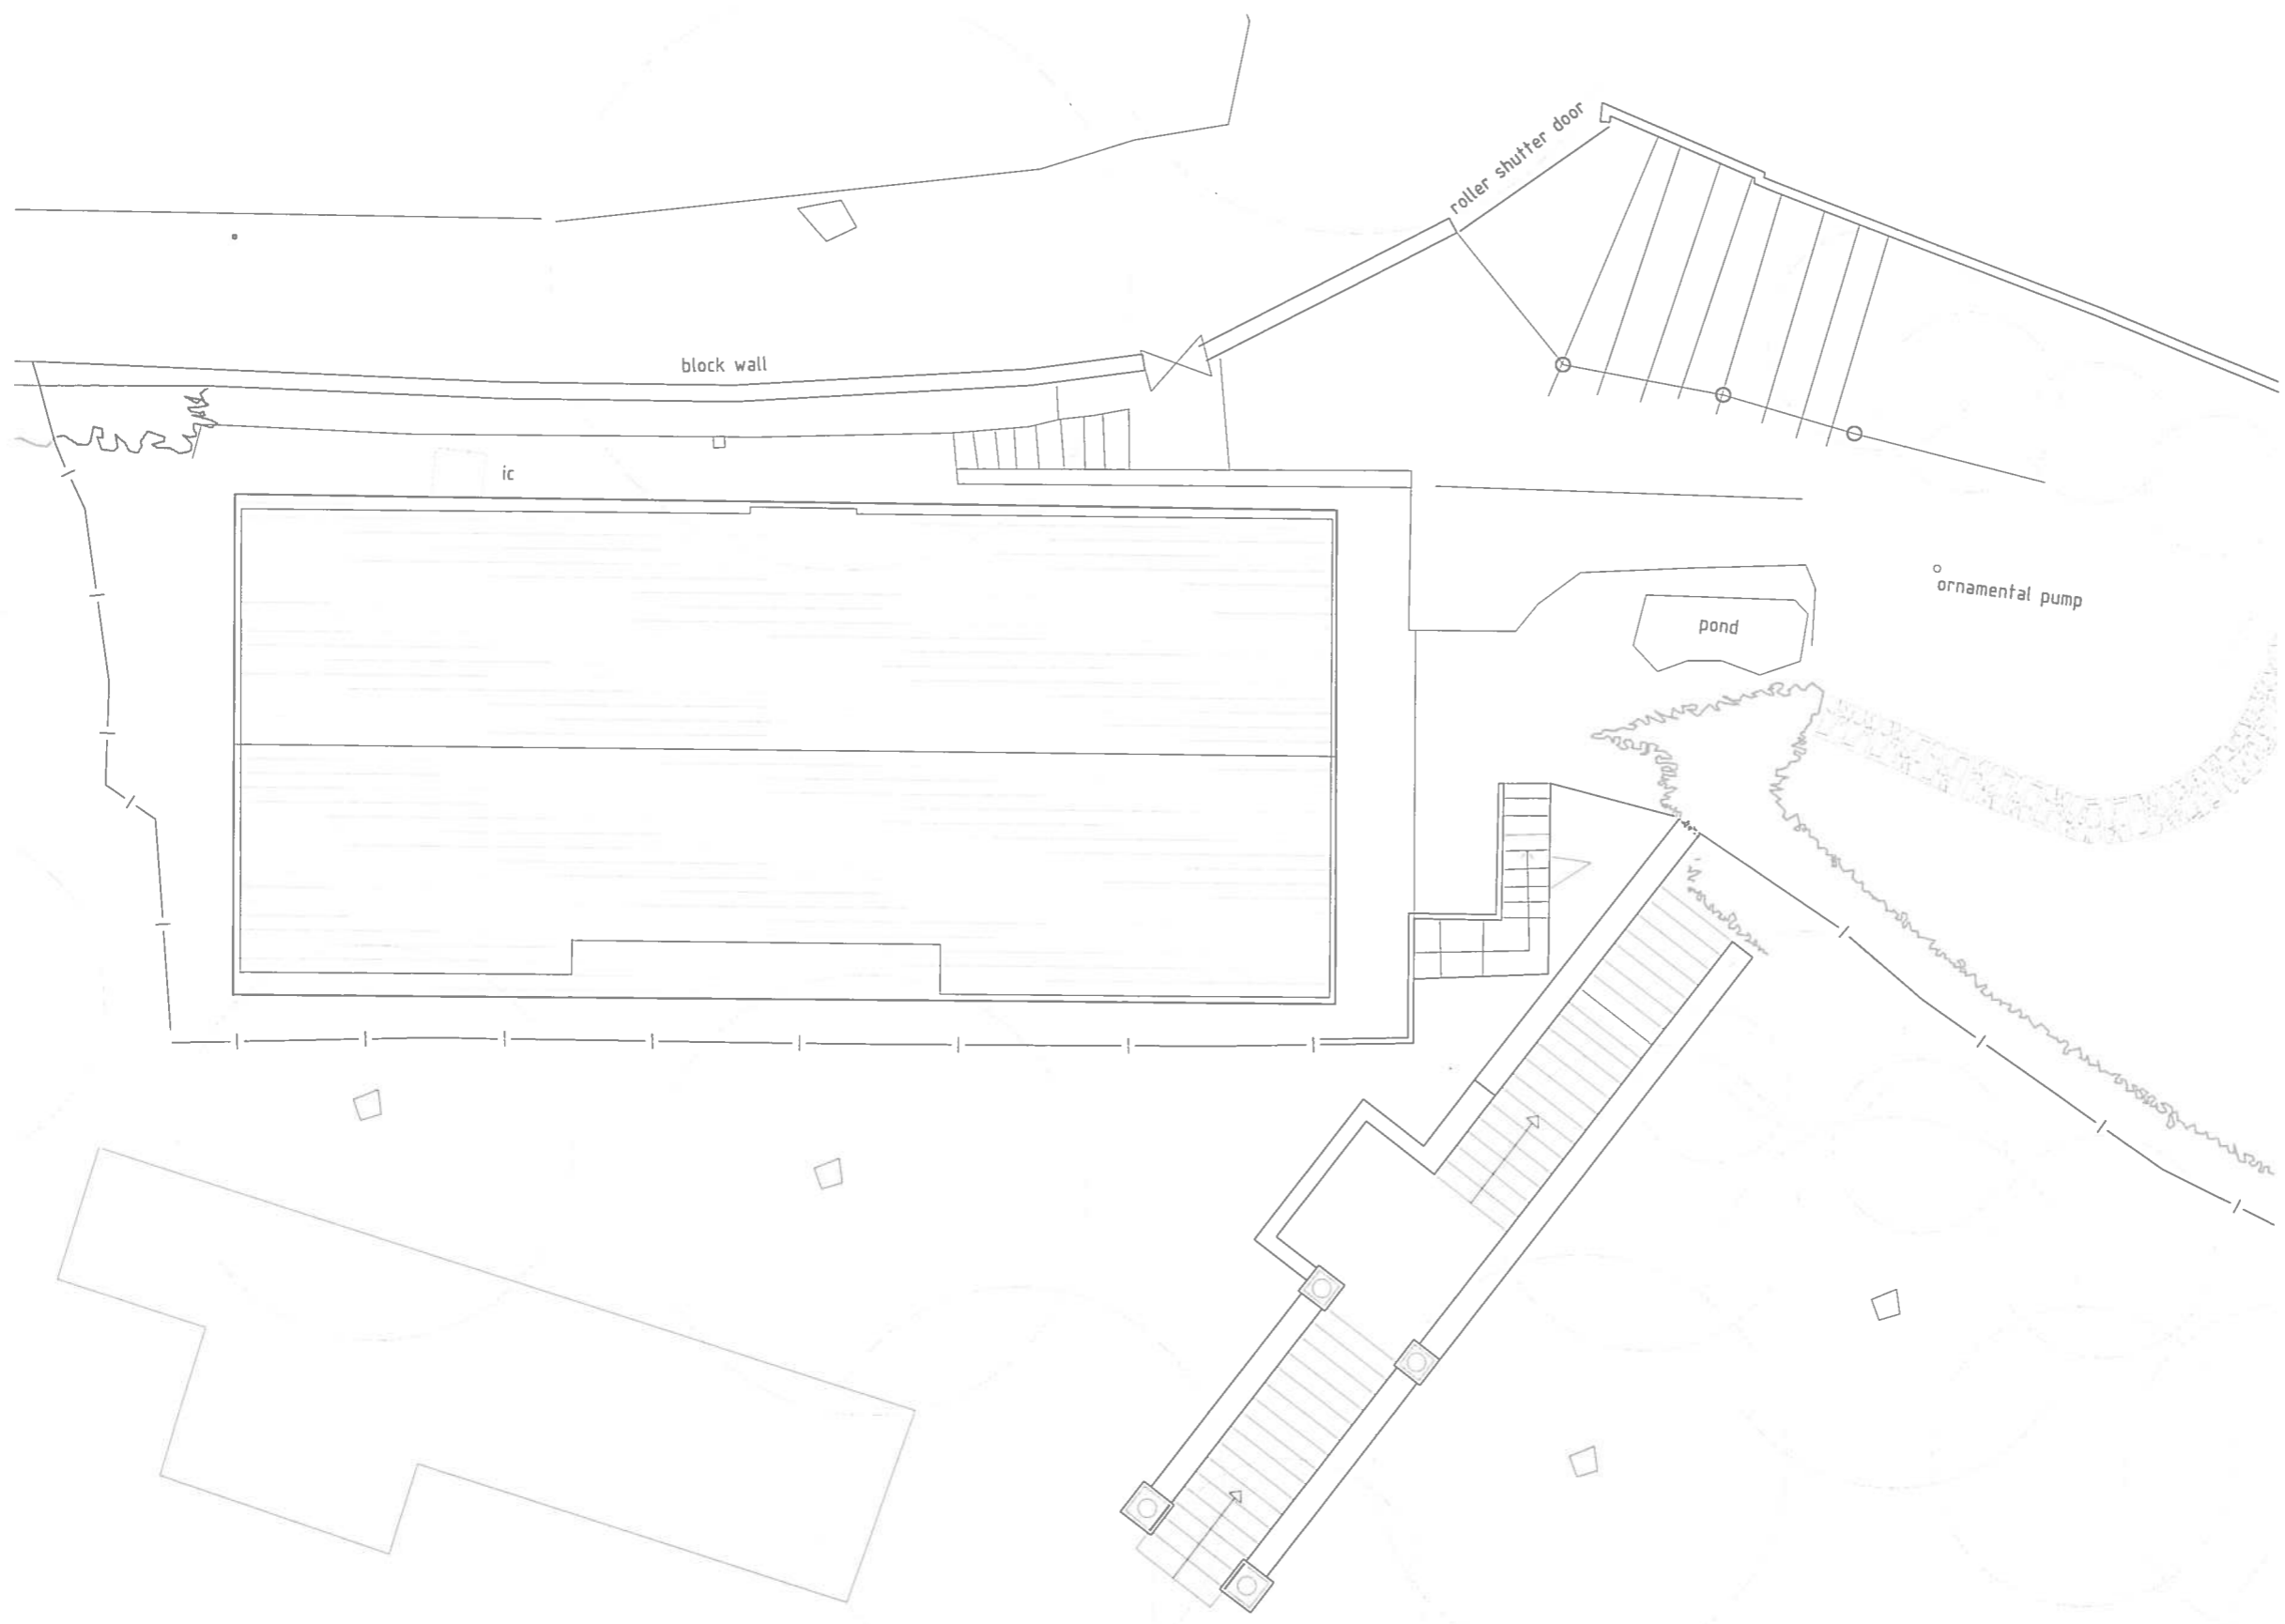 roller shutter door
block wall
ic
ornamental pump
pond